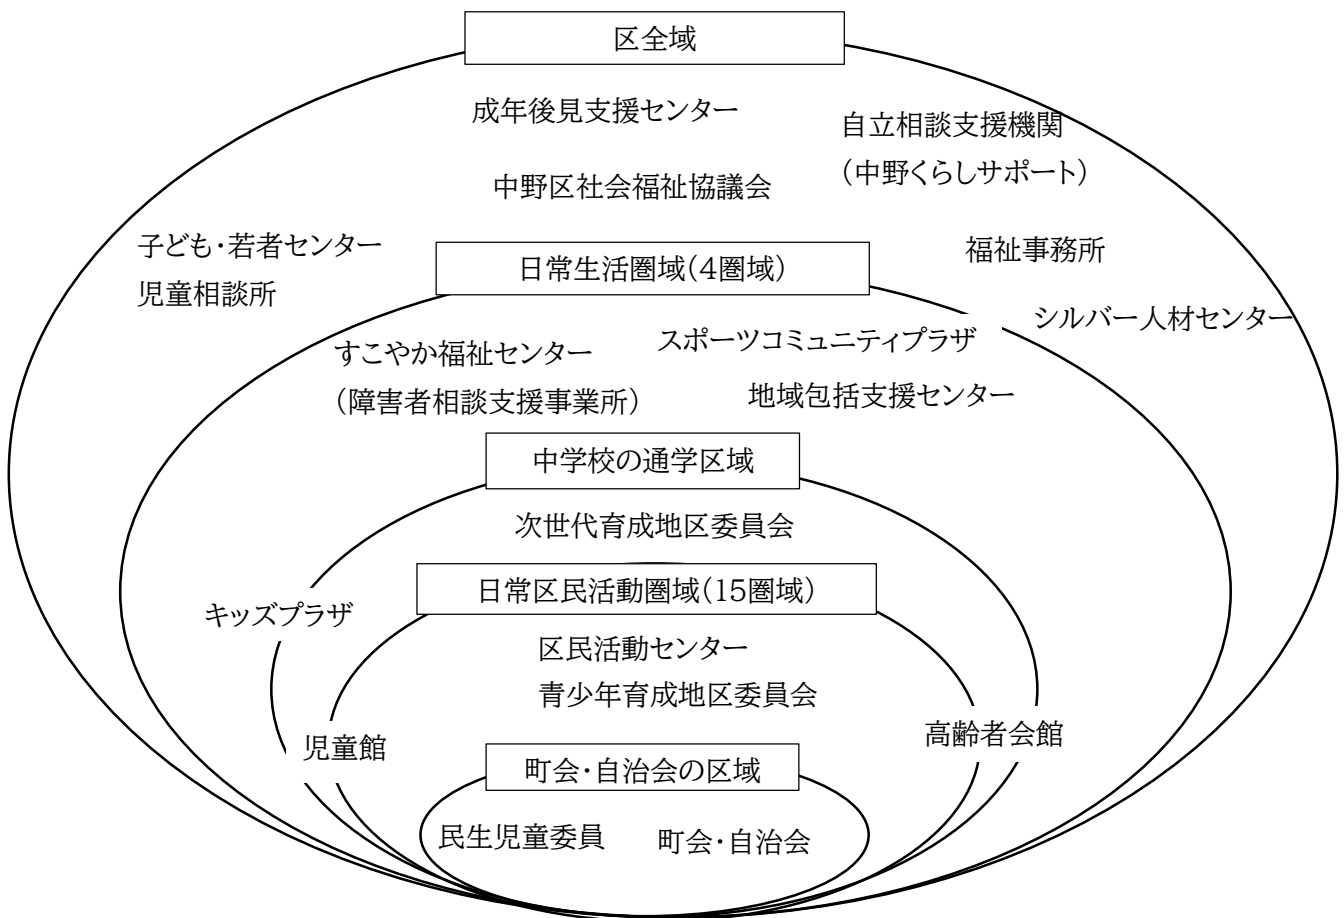 区全域
成年後見支援センター
自立相談支援機関
（中野くらしサポート）
中野区社会福祉協議会
子ども・若者センター
児童相談所
福祉事務所
日常生活圏域（４圏域）
シルバー人材センター
すこやか福祉センター
（障害者相談支援事業所）
スポーツコミュニティプラザ
地域包括支援センター
中学校の通学区域
次世代育成地区委員会
日常区民活動圏域（15圏域）
キッズプラザ
区民活動センター
青少年育成地区委員会
児童館
高齢者会館
町会・自治会の区域
民生児童委員
町会・自治会